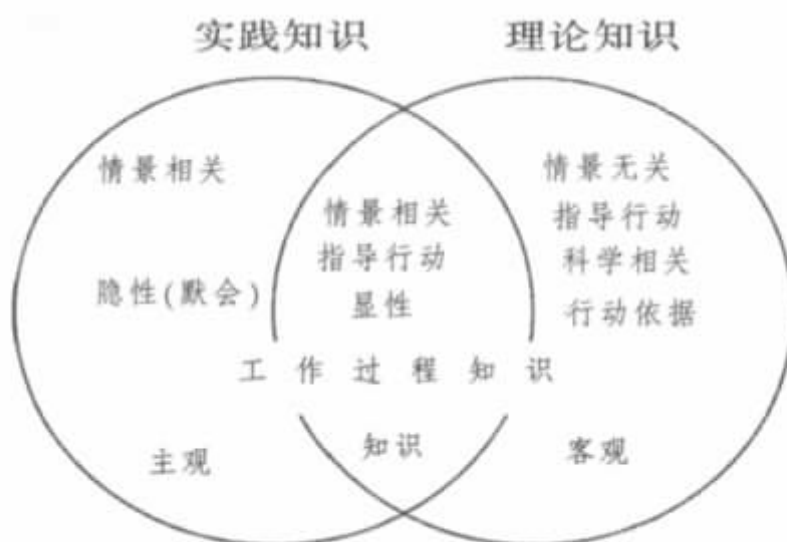 实践知识 理论知识
情景相关
隐性(默会)
主观
情景相关
指导行动
显性
工作过程知识
知识
情景无关
指导行动
科学相关
行动依据
客观